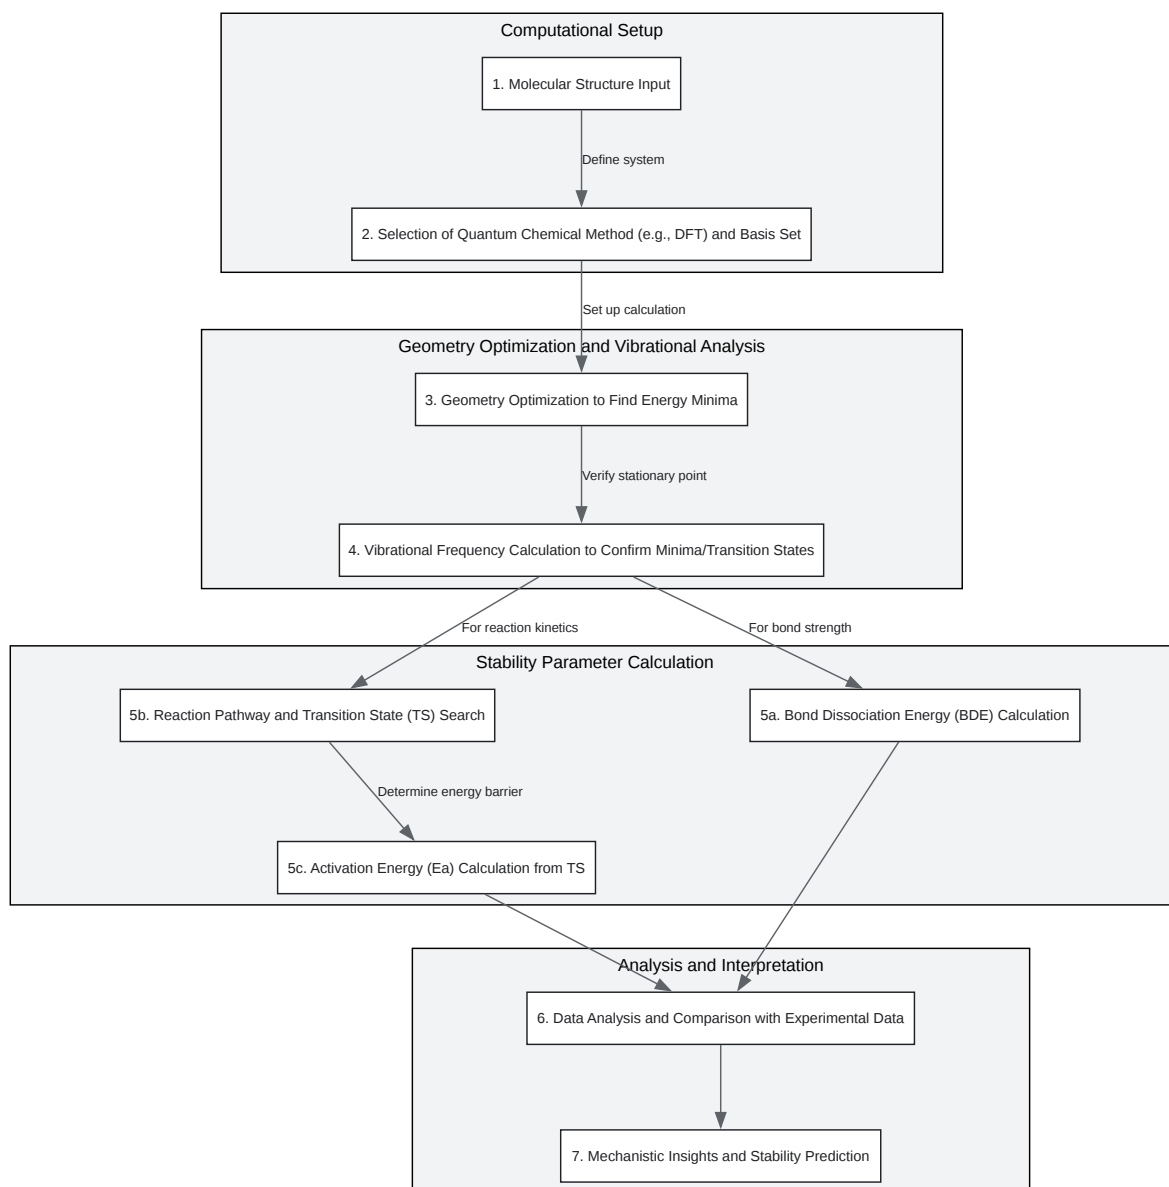 Computational Setup
1. Molecular Structure Input
Define system
2. Selection of Quantum Chemical Method (e.g., DFT) and Basis Set
Set up calculation
Geometry Optimization and Vibrational Analysis
3. Geometry Optimization to Find Energy Minima
Verify stationary point
4. Vibrational Frequency Calculation to Confirm Minima/Transition States
For reaction kinetics
For bond strength
Stability Parameter Calculation
5b. Reaction Pathway and Transition State (TS) Search
5a. Bond Dissociation Energy (BDE) Calculation
Determine energy barrier
5c. Activation Energy (Ea) Calculation from TS
Analysis and Interpretation
6. Data Analysis and Comparison with Experimental Data
7. Mechanistic Insights and Stability Prediction